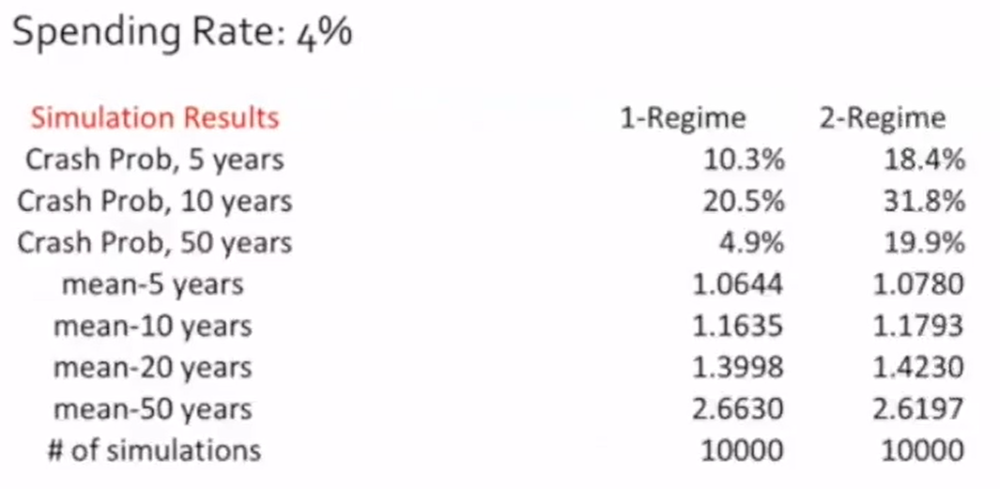 Spending Rate: 4%
Simulation Results 1-Regime 2-Regime
Crash Prob, 5 years 10.3% 18.4%
Crash Prob, 10 years 20.5% 31.8%
Crash Prob, 50 years 4.9% 19.9%
mean-5 years 1.0644 1.0780
mean-10 years 1.1635 1.1793
mean-20 years 1.3998 1.4230
mean-50 years 2.6630 2.6197
# of simulations 10000 10000